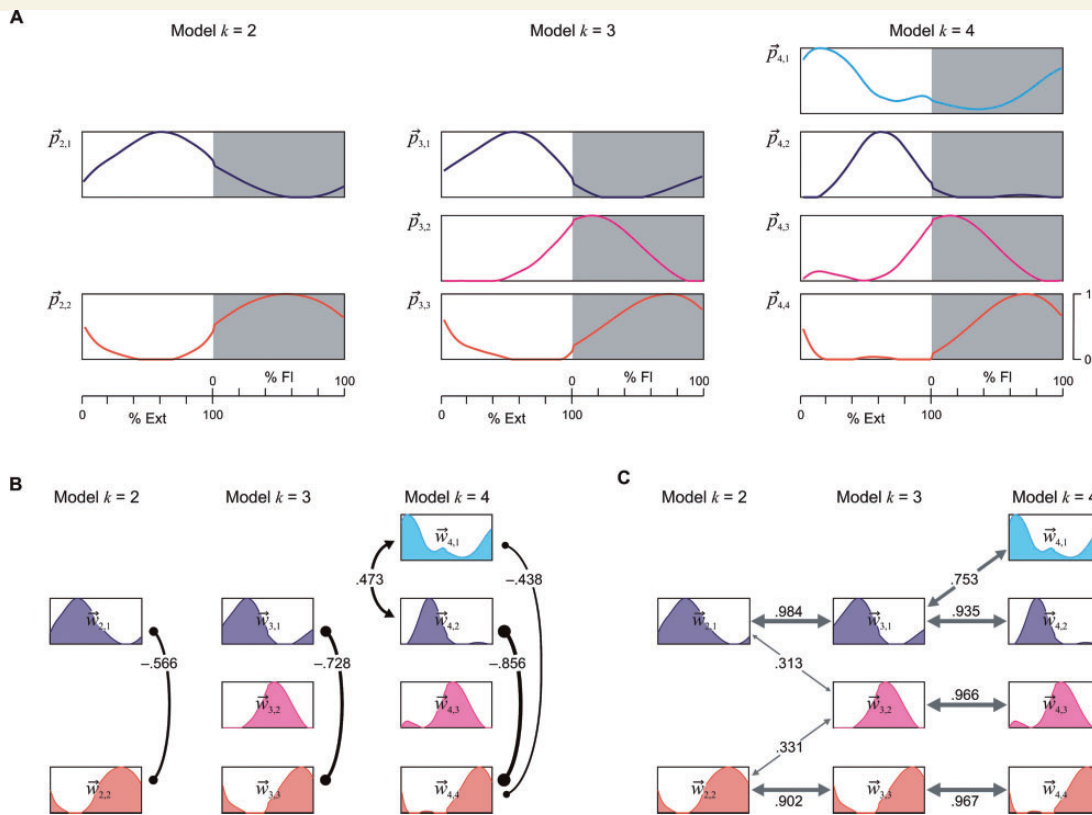 A
Model k = 2
Model k = 3
Model k = 4
p⃗4,1
p⃗2,1
p⃗3,1
p⃗4,2
p⃗3,2
p⃗4,3
p⃗2,2
p⃗3,3
p⃗4,4
1
0
0 % Fl 100
0 % Fl 100
0 % Fl 100
0 % Ext 100
0 % Ext 100
0 % Ext 100
B
Model k = 2
Model k = 3
Model k = 4
w⃗4,1
.473
–.438
w⃗2,1
w⃗3,1
w⃗4,2
–.566
–.728
–.856
w⃗3,2
w⃗4,3
w⃗2,2
w⃗3,3
w⃗4,4
C
Model k = 2
Model k = 3
Model k = 4
w⃗4,1
.753
w⃗2,1
.984
w⃗3,1
.935
w⃗4,2
.313
w⃗3,2
.966
w⃗4,3
.331
w⃗2,2
.902
w⃗3,3
.967
w⃗4,4